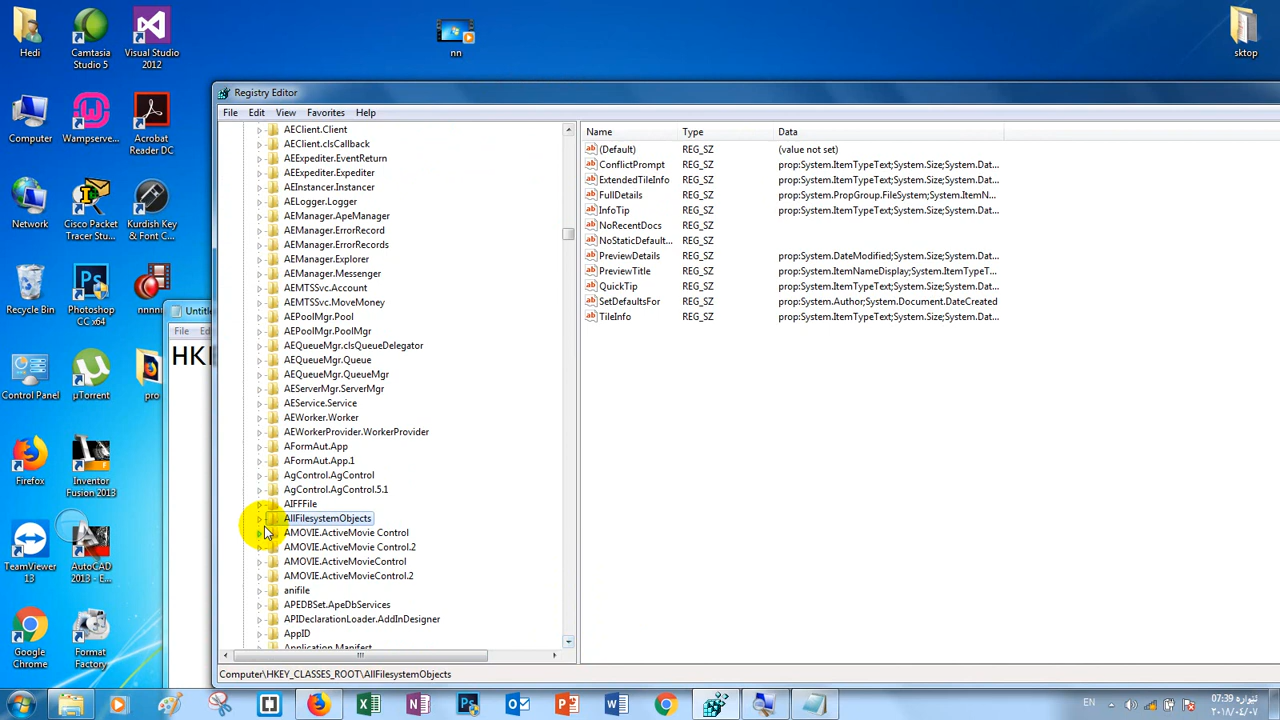 Hedi
Camtasia
Studio 5
Visual Studio
2012
nn
sktop
Computer
Wampserve...
Acrobat
Reader DC
Network
Cisco Packet
Tracer Stu...
Kurdish Key
& Font C...
Recycle Bin
Photoshop
CC x64
Control Panel
µTorrent
pro
Firefox
Inventor
Fusion 2013
TeamViewer
13
AutoCAD
2013 - E...
Google
Chrome
Format
Factory
File
HK
Registry Editor
File Edit View Favorites Help
AEClient.Client
AEClient.clsCallback
AEExpediter.EventReturn
AEExpediter.Expediter
AEInstancer.Instancer
AELogger.Logger
AEManager.ApeManager
AEManager.ErrorRecord
AEManager.ErrorRecords
AEManager.Explorer
AEManager.Messenger
AEMTSSvc.Account
AEMTSSvc.MoveMoney
AEPoolMgr.Pool
AEPoolMgr.PoolMgr
AEQueueMgr.clsQueueDelegator
AEQueueMgr.Queue
AEQueueMgr.QueueMgr
AEServerMgr.ServerMgr
AEService.Service
AEWorker.Worker
AEWorkerProvider.WorkerProvider
AFormAut.App
AFormAut.App.1
AgControl.AgControl
AgControl.AgControl.5.1
AIFFFile
AllFilesystemObjects
AMOVIE.ActiveMovie Control
AMOVIE.ActiveMovie Control.2
AMOVIE.ActiveMovieControl
AMOVIE.ActiveMovieControl.2
anifile
APEDBSet.ApeDbServices
APIDeclarationLoader.AddInDesigner
AppID
Application.Manifest
Name Type Data
(Default) REG_SZ (value not set)
ConflictPrompt REG_SZ prop:System.ItemTypeText;System.Size;System.Dat...
ExtendedTileInfo REG_SZ prop:System.ItemTypeText;System.Size;System.Dat...
FullDetails REG_SZ prop:System.PropGroup.FileSystem;System.ItemN...
InfoTip REG_SZ prop:System.ItemTypeText;System.Size;System.Dat...
NoRecentDocs REG_SZ
NoStaticDefault... REG_SZ
PreviewDetails REG_SZ prop:System.DateModified;System.Size;System.Dat...
PreviewTitle REG_SZ prop:System.ItemNameDisplay;System.ItemTypeT...
QuickTip REG_SZ prop:System.ItemTypeText;System.Size;System.Dat...
SetDefaultsFor REG_SZ prop:System.Author;System.Document.DateCreated
TileInfo REG_SZ prop:System.ItemTypeText;System.Size;System.Dat...
Computer\HKEY_CLASSES_ROOT\AllFilesystemObjects
EN
07:39 ئێواره
٢٠١٨/٠٤/٠٧